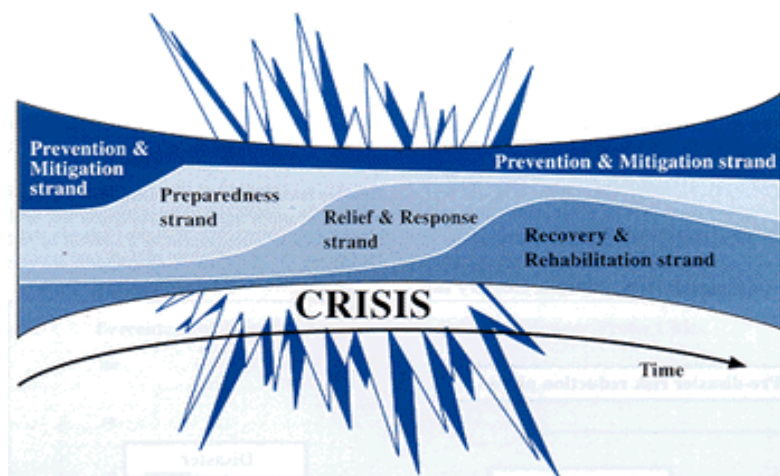 Prevention &
Mitigation
strand
Prevention & Mitigation strand
Preparedness
strand
Relief & Response
strand
Recovery &
Rehabilitation strand
CRISIS
Time